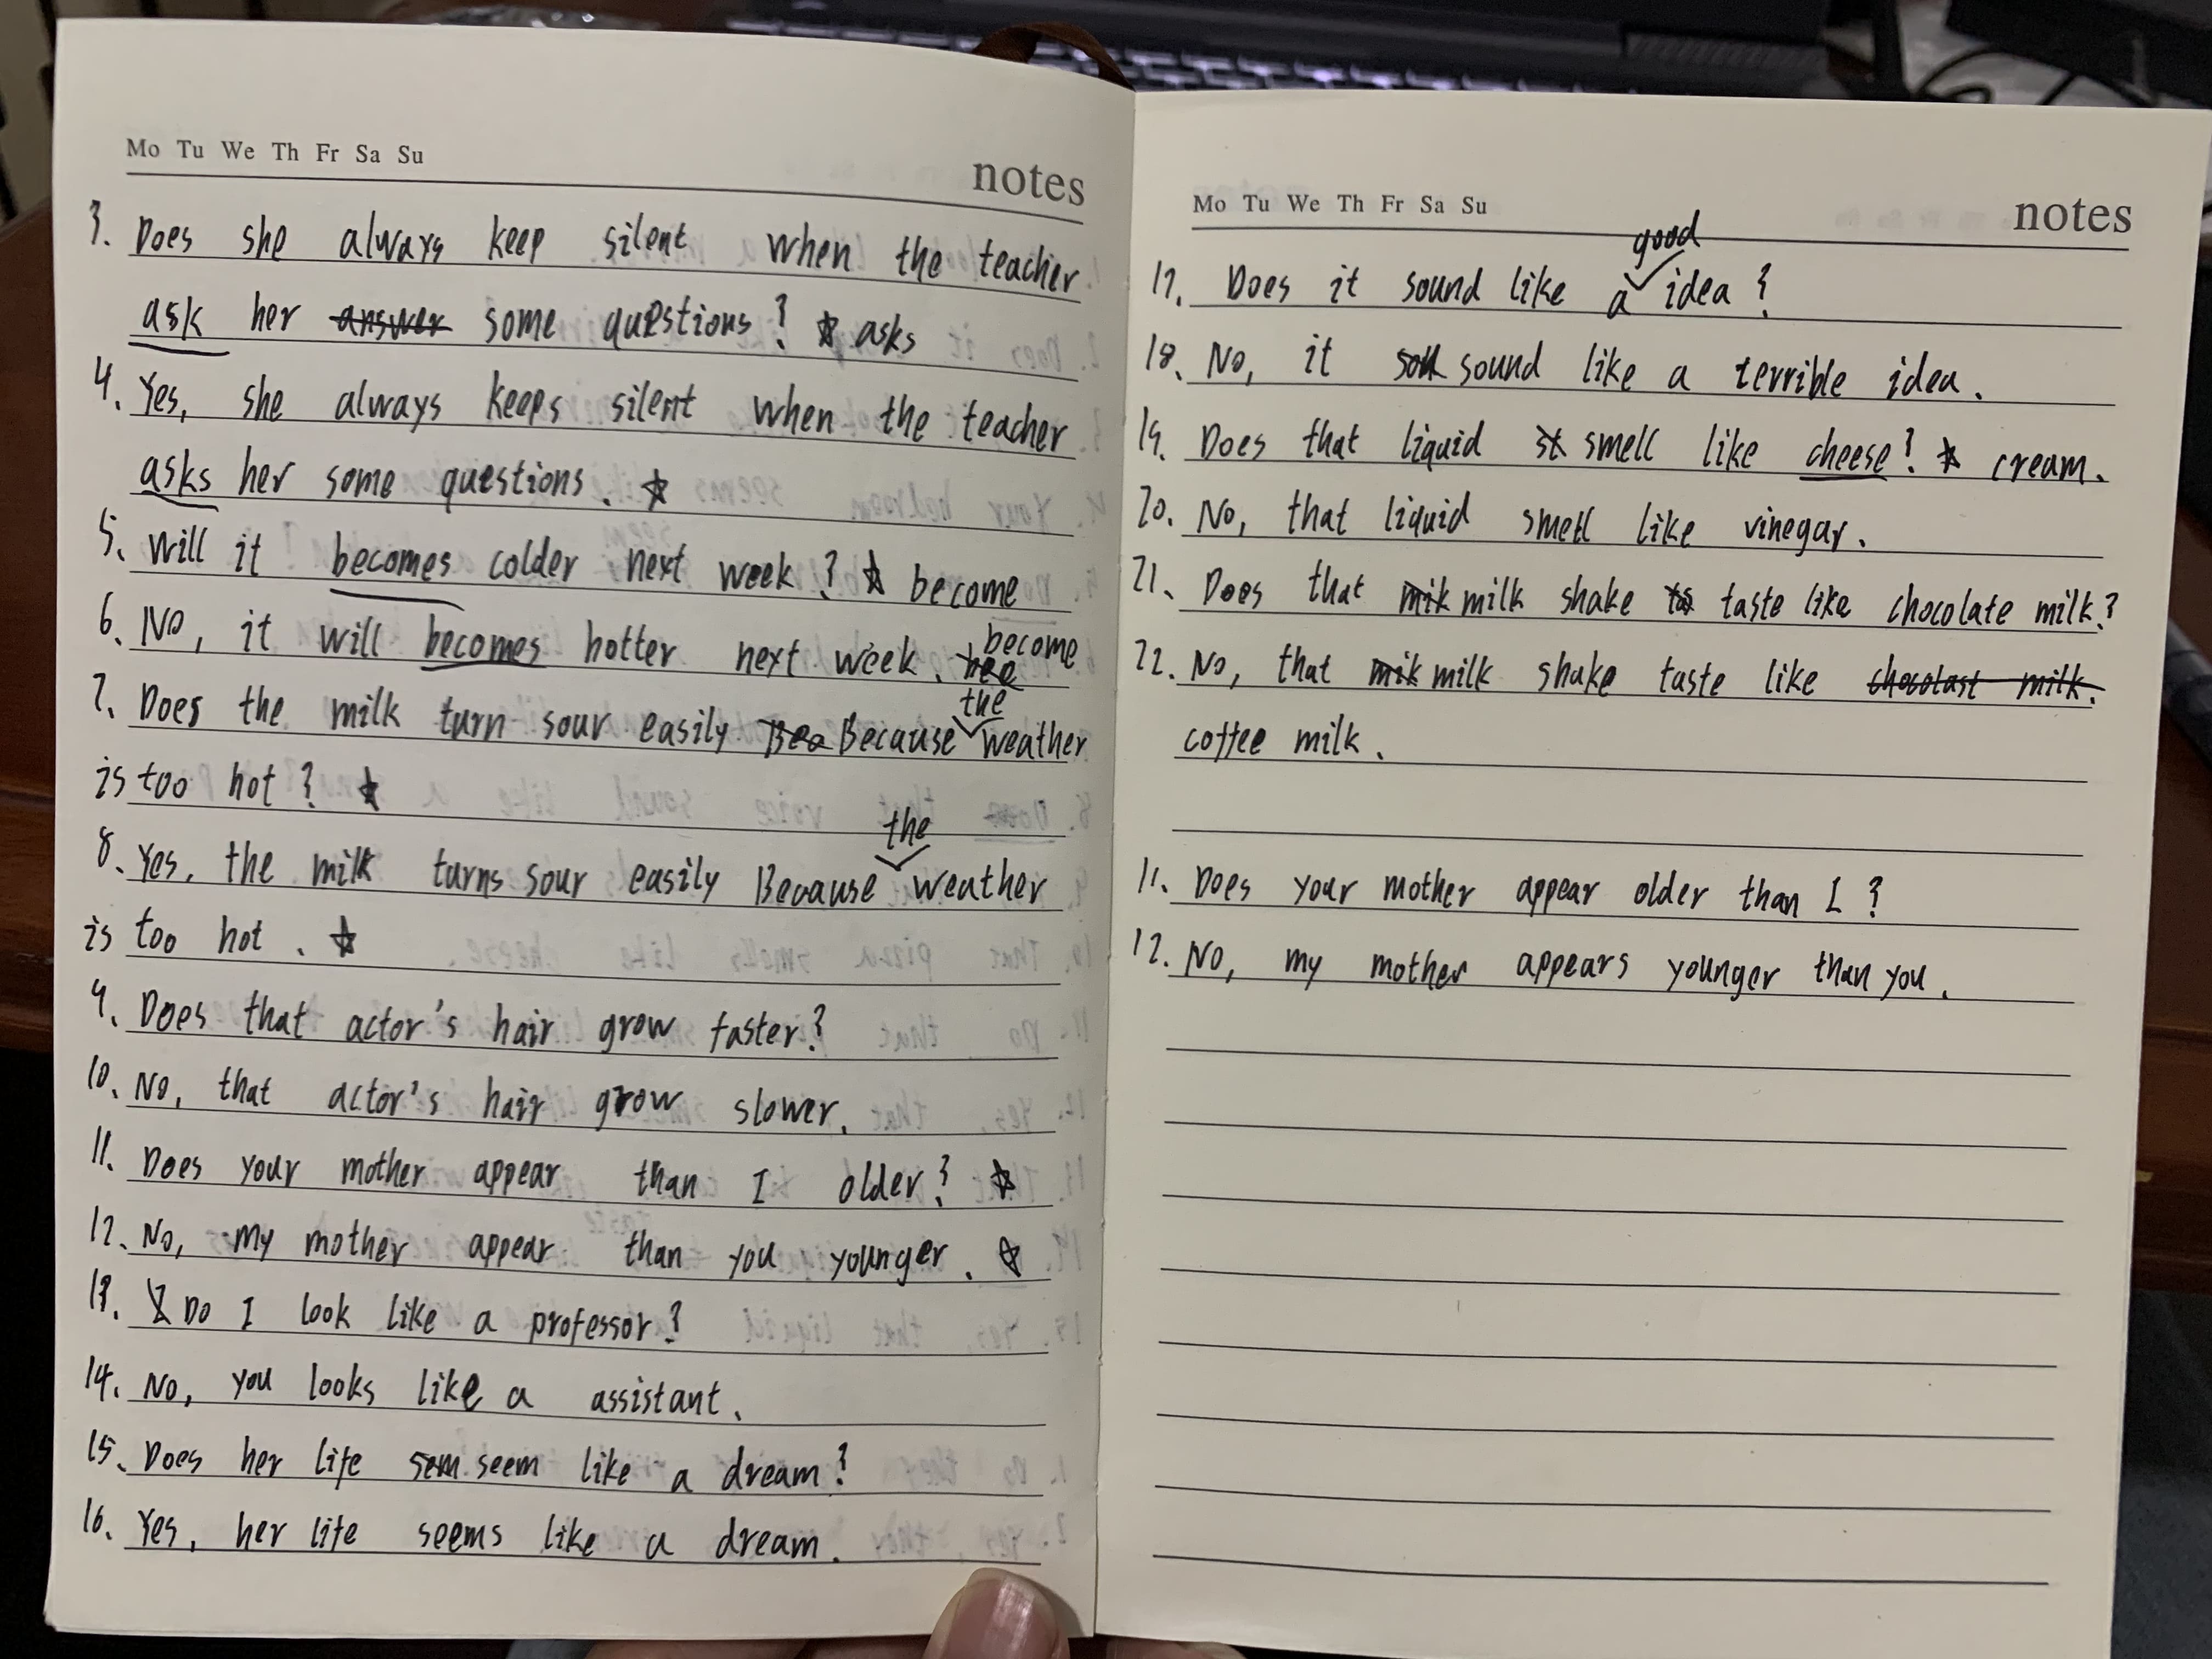 Mo Tu We Th Fr Sa Su
notes
3. Does she always keep silent when the teacher
ask her answer some questions? ☆ asks
4. Yes, she always keeps silent when the teacher
asks her some questions. ☆
5. Will it becomes colder next week? ☆ become
6. No, it will becomes hotter next week. bee become
7. Does the milk turn sour easily Bea Because the weather
is too hot? ☆
8. Yes, the milk turns sour easily Because the weather
is too hot. ☆
9. Does that actor's hair grow faster?
10. No, that actor's hair grow slower.
11. Does your mother appear than I older? ☆
12. No, my mother appear than you younger. ☆
13. Do I look like a professor?
14. No, you looks like a assistant.
15. Does her life sem seem like a dream?
16. Yes, her life seems like a dream.
Mo Tu We Th Fr Sa Su
notes
17. Does it sound like a good idea?
18. No, it sound like a terrible idea.
19. Does that liquid smell like cheese? ☆ cream.
20. No, that liquid smell like vinegar.
21. Does that mik milk shake tas taste like chocolate milk?
22. No, that mik milk shake taste like chocolast milk.
coffee milk.
11. Does your mother appear older than I?
12. No, my mother appears younger than you.